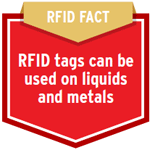 RFID FACT
RFID tags can be
used on liquids
and metals